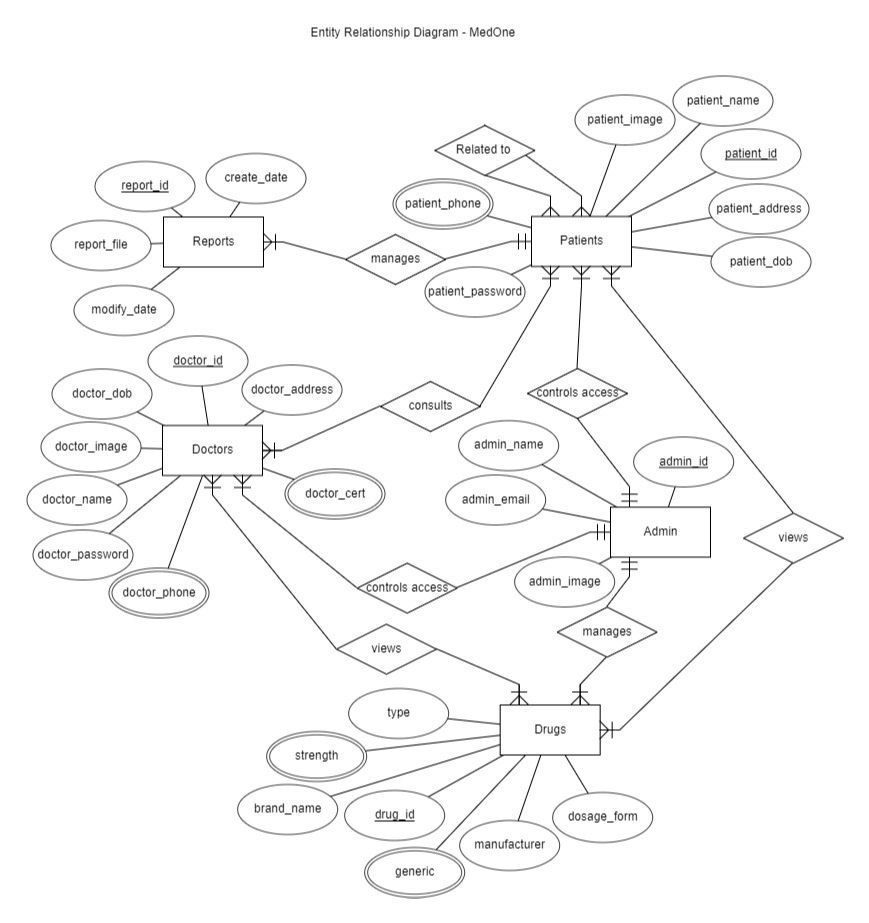 Entity Relationship Diagram - MedOne
patient_name
patient_image
Related to
patient_id
create_date
report_id
patient_phone
patient_address
report_file
Reports
Patients
manages
patient_dob
patient_password
modify_date
doctor_id
doctor_address
doctor_dob
controls access
consults
doctor_image
Doctors
admin_name
admin_id
doctor_name
doctor_cert
admin_email
Admin
views
doctor_password
doctor_phone
controls access
admin_image
manages
views
type
Drugs
strength
brand_name
drug_id
dosage_form
manufacturer
generic